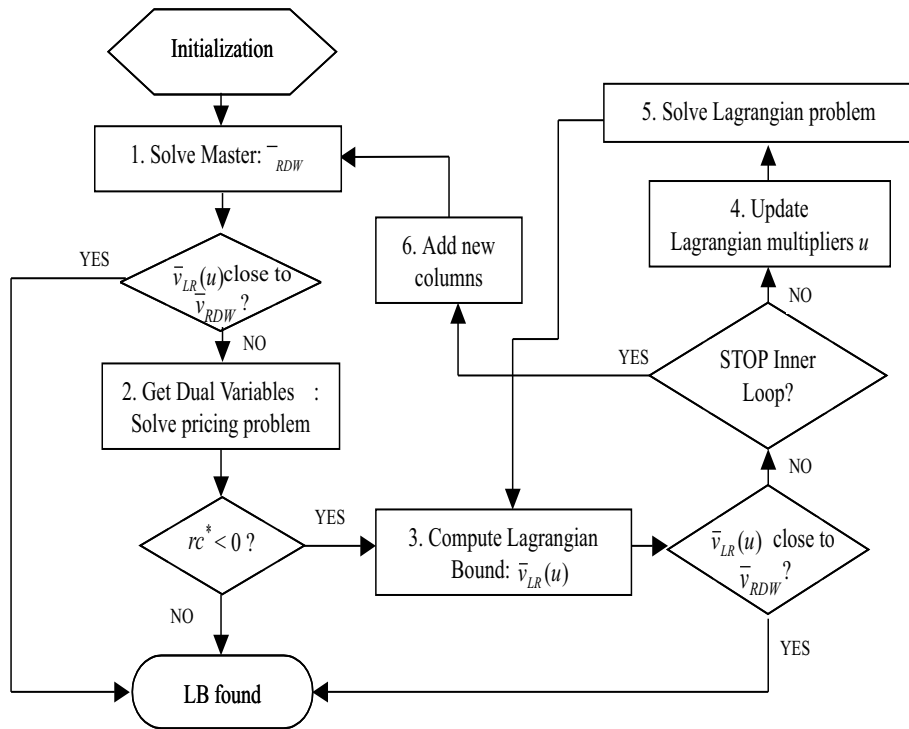 Initialization
1. Solve Master: ‾RDW
YES
v̅LR(u) close to
v̅RDW ?
NO
2. Get Dual Variables :
Solve pricing problem
rc* < 0 ?
YES
NO
LB found
3. Compute Lagrangian
Bound: v̅LR(u)
v̅LR(u) close to
v̅RDW ?
YES
NO
STOP Inner
Loop?
YES
NO
4. Update
Lagrangian multipliers u
5. Solve Lagrangian problem
6. Add new
columns